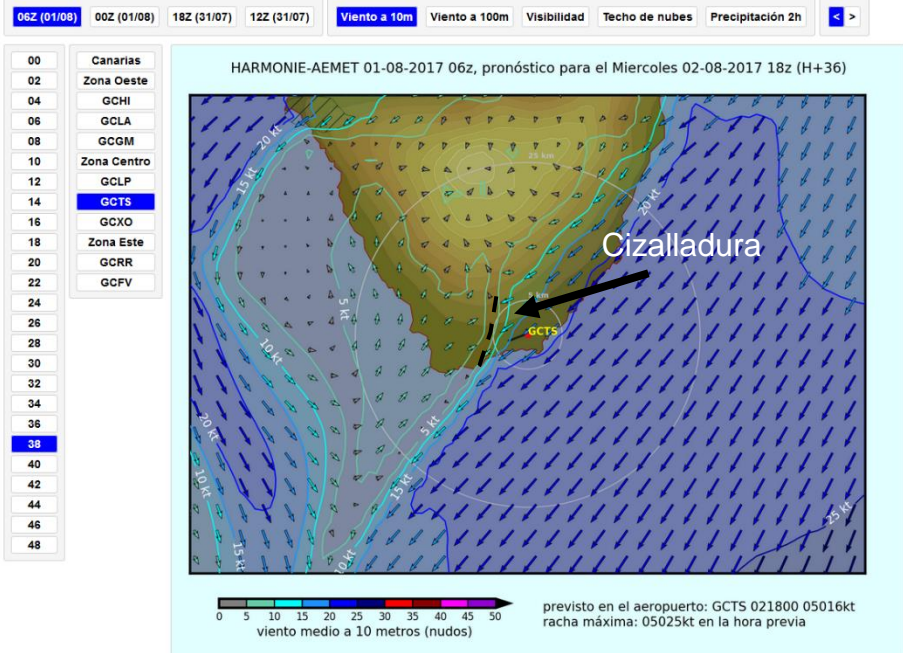 06Z (01/08) 00Z (01/08) 18Z (31/07) 12Z (31/07) Viento a 10m Viento a 100m Visibilidad Techo de nubes Precipitación 2h < >
00
02
04
06
08
10
12
14
16
18
20
22
24
26
28
30
32
34
36
38
40
42
44
46
48
Canarias
Zona Oeste
GCHI
GCLA
GCGM
Zona Centro
GCLP
GCTS
GCXO
Zona Este
GCRR
GCFV
HARMONIE-AEMET 01-08-2017 06z, pronóstico para el Miercoles 02-08-2017 18z (H+36)
20 kt
15 kt
25 km
20 kt
Cizalladura
5 km
5 kt
GCTS
10 kt
20 kt
5 kt
10 kt
15 kt
25 kt
15 kt
10 kt
0 5 10 15 20 25 30 35 40 45 50
viento medio a 10 metros (nudos)
previsto en el aeropuerto: GCTS 021800 05016kt
racha máxima: 05025kt en la hora previa